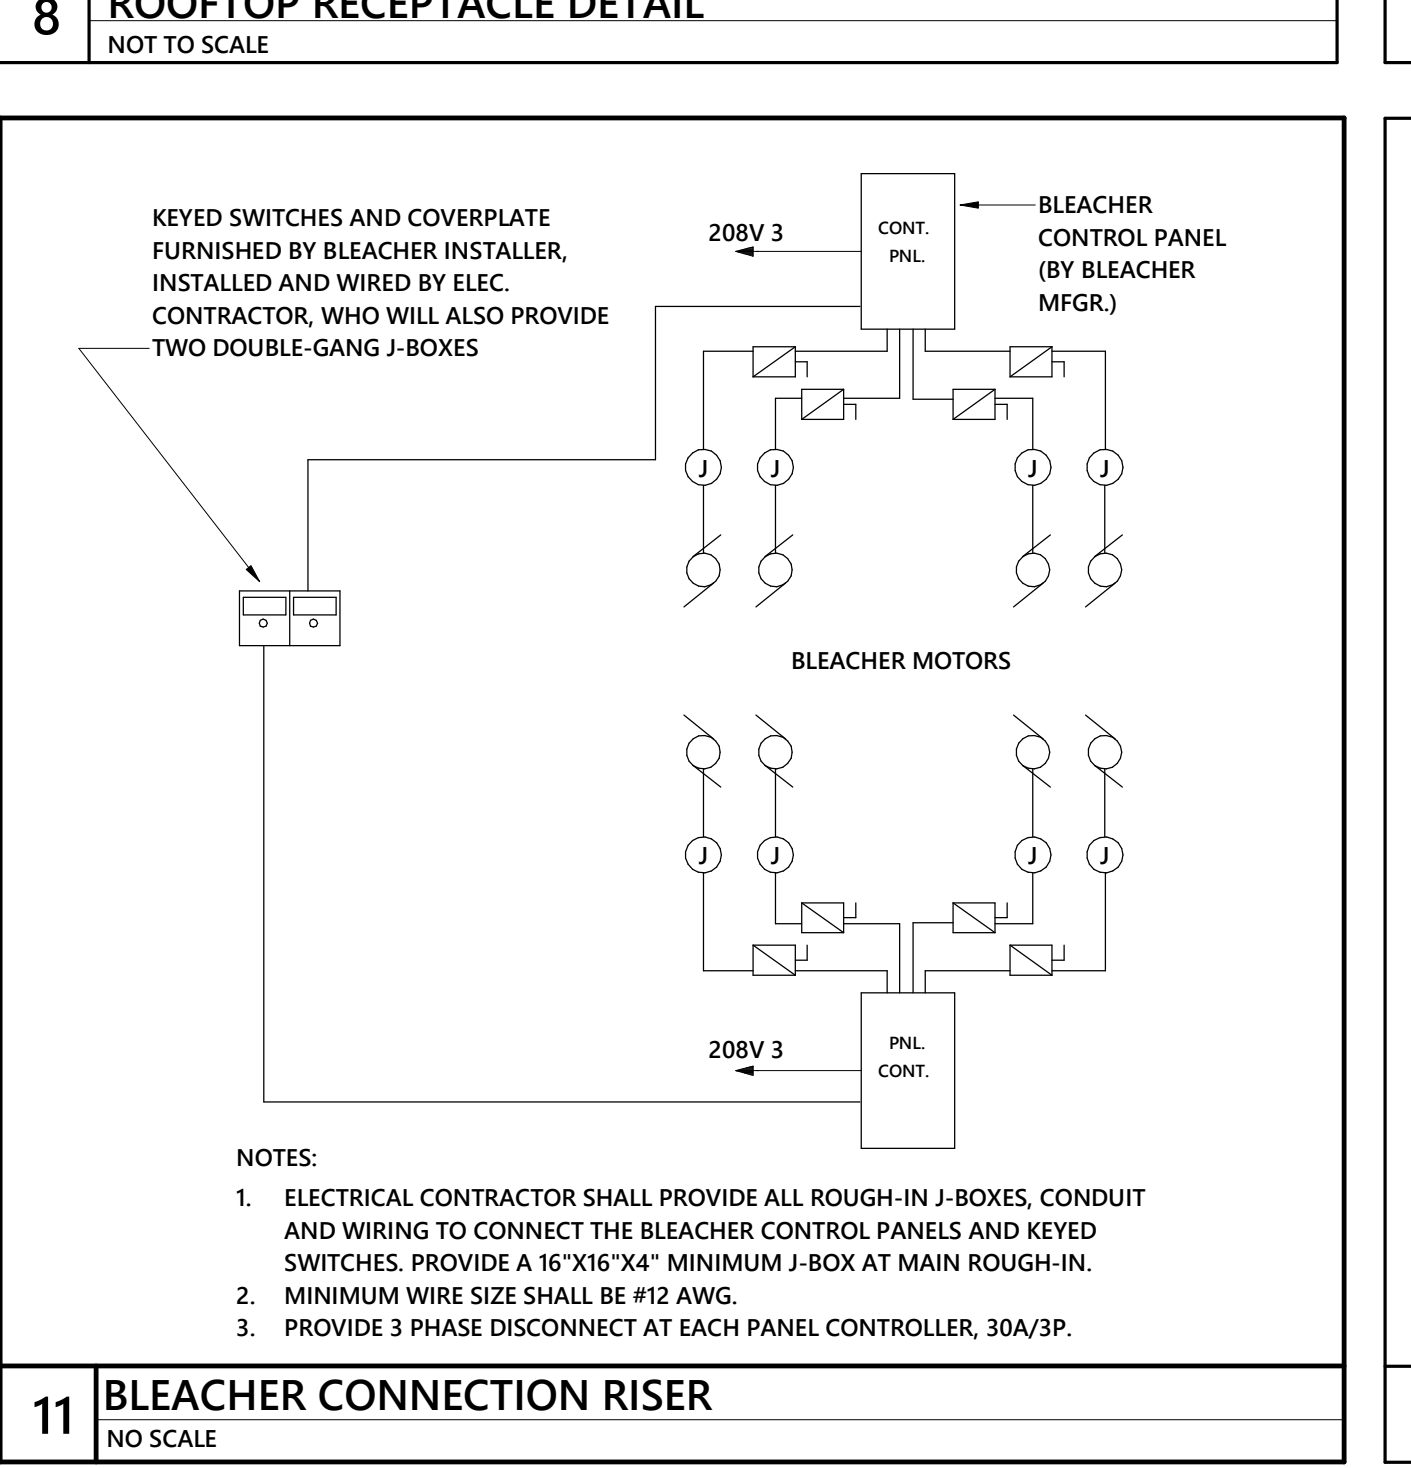 8
ROOFTOP RECEPTACLE DETAIL
NOT TO SCALE
KEYED SWITCHES AND COVERPLATE
FURNISHED BY BLEACHER INSTALLER,
INSTALLED AND WIRED BY ELEC.
CONTRACTOR, WHO WILL ALSO PROVIDE
TWO DOUBLE-GANG J-BOXES
208V 3
CONT.
PNL.
BLEACHER
CONTROL PANEL
(BY BLEACHER
MFGR.)
J J J J
BLEACHER MOTORS
J J J J
208V 3
PNL.
CONT.
NOTES:
1. ELECTRICAL CONTRACTOR SHALL PROVIDE ALL ROUGH-IN J-BOXES, CONDUIT
AND WIRING TO CONNECT THE BLEACHER CONTROL PANELS AND KEYED
SWITCHES. PROVIDE A 16"X16"X4" MINIMUM J-BOX AT MAIN ROUGH-IN.
2. MINIMUM WIRE SIZE SHALL BE #12 AWG.
3. PROVIDE 3 PHASE DISCONNECT AT EACH PANEL CONTROLLER, 30A/3P.
11
BLEACHER CONNECTION RISER
NO SCALE